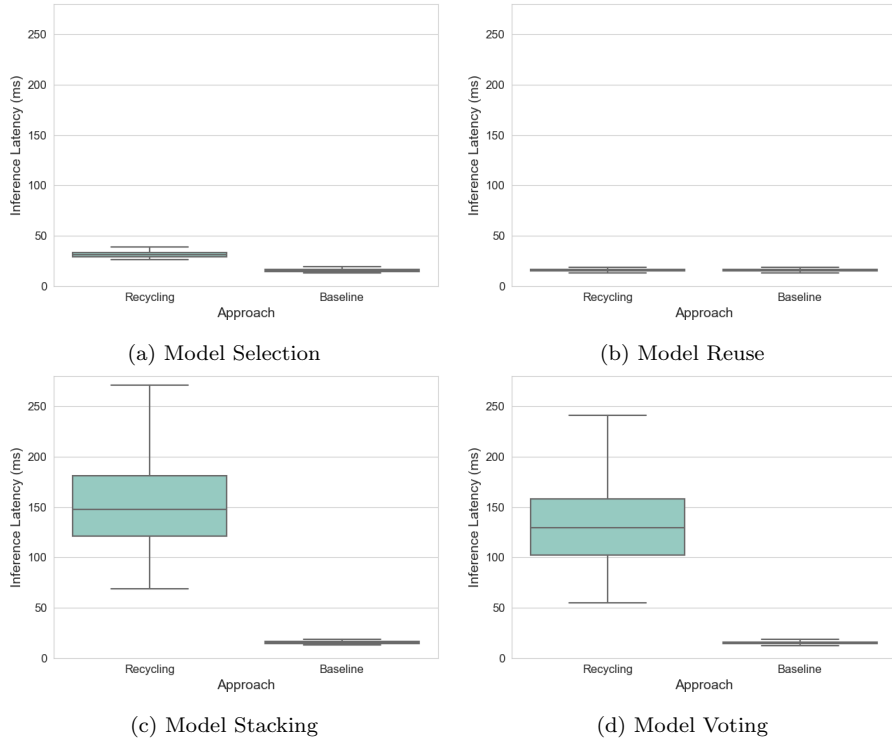 Inference Latency (ms)
250
200
150
100
50
0
Recycling
Baseline
Approach
(a) Model Selection
Inference Latency (ms)
250
200
150
100
50
0
Recycling
Baseline
Approach
(b) Model Reuse
Inference Latency (ms)
250
200
150
100
50
0
Recycling
Baseline
Approach
(c) Model Stacking
Inference Latency (ms)
250
200
150
100
50
0
Recycling
Baseline
Approach
(d) Model Voting